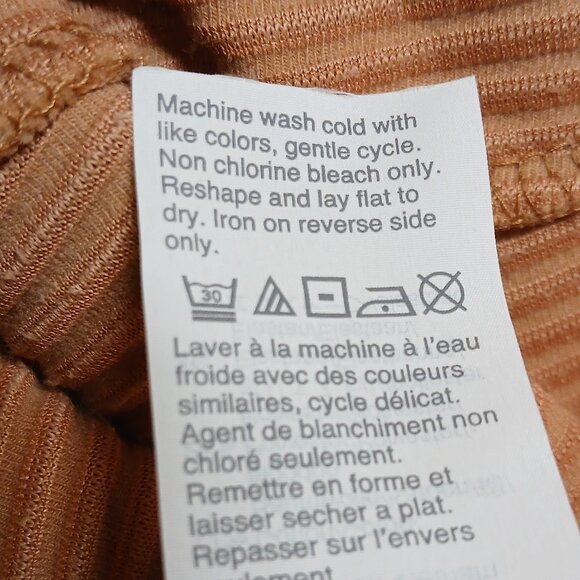 Machine wash cold with
like colors, gentle cycle.
Non chlorine bleach only.
Reshape and lay flat to
dry. Iron on reverse side
only.
30
Laver à la machine à l'eau
froide avec des couleurs
similaires, cycle délicat.
Agent de blanchiment non
chloré seulement.
Remettre en forme et
laisser secher a plat.
Repasser sur l'envers
seulement